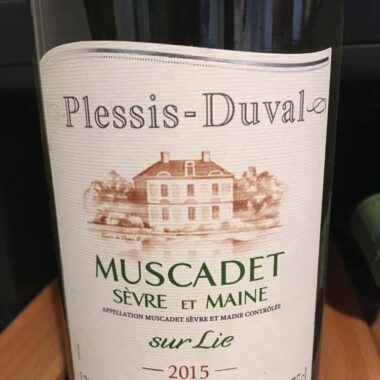 Plessis-Duval
MUSCADET
SÈVRE ET MAINE
APPELLATION MUSCADET SÈVRE ET MAINE CONTRÔLÉE
sur Lie
2015